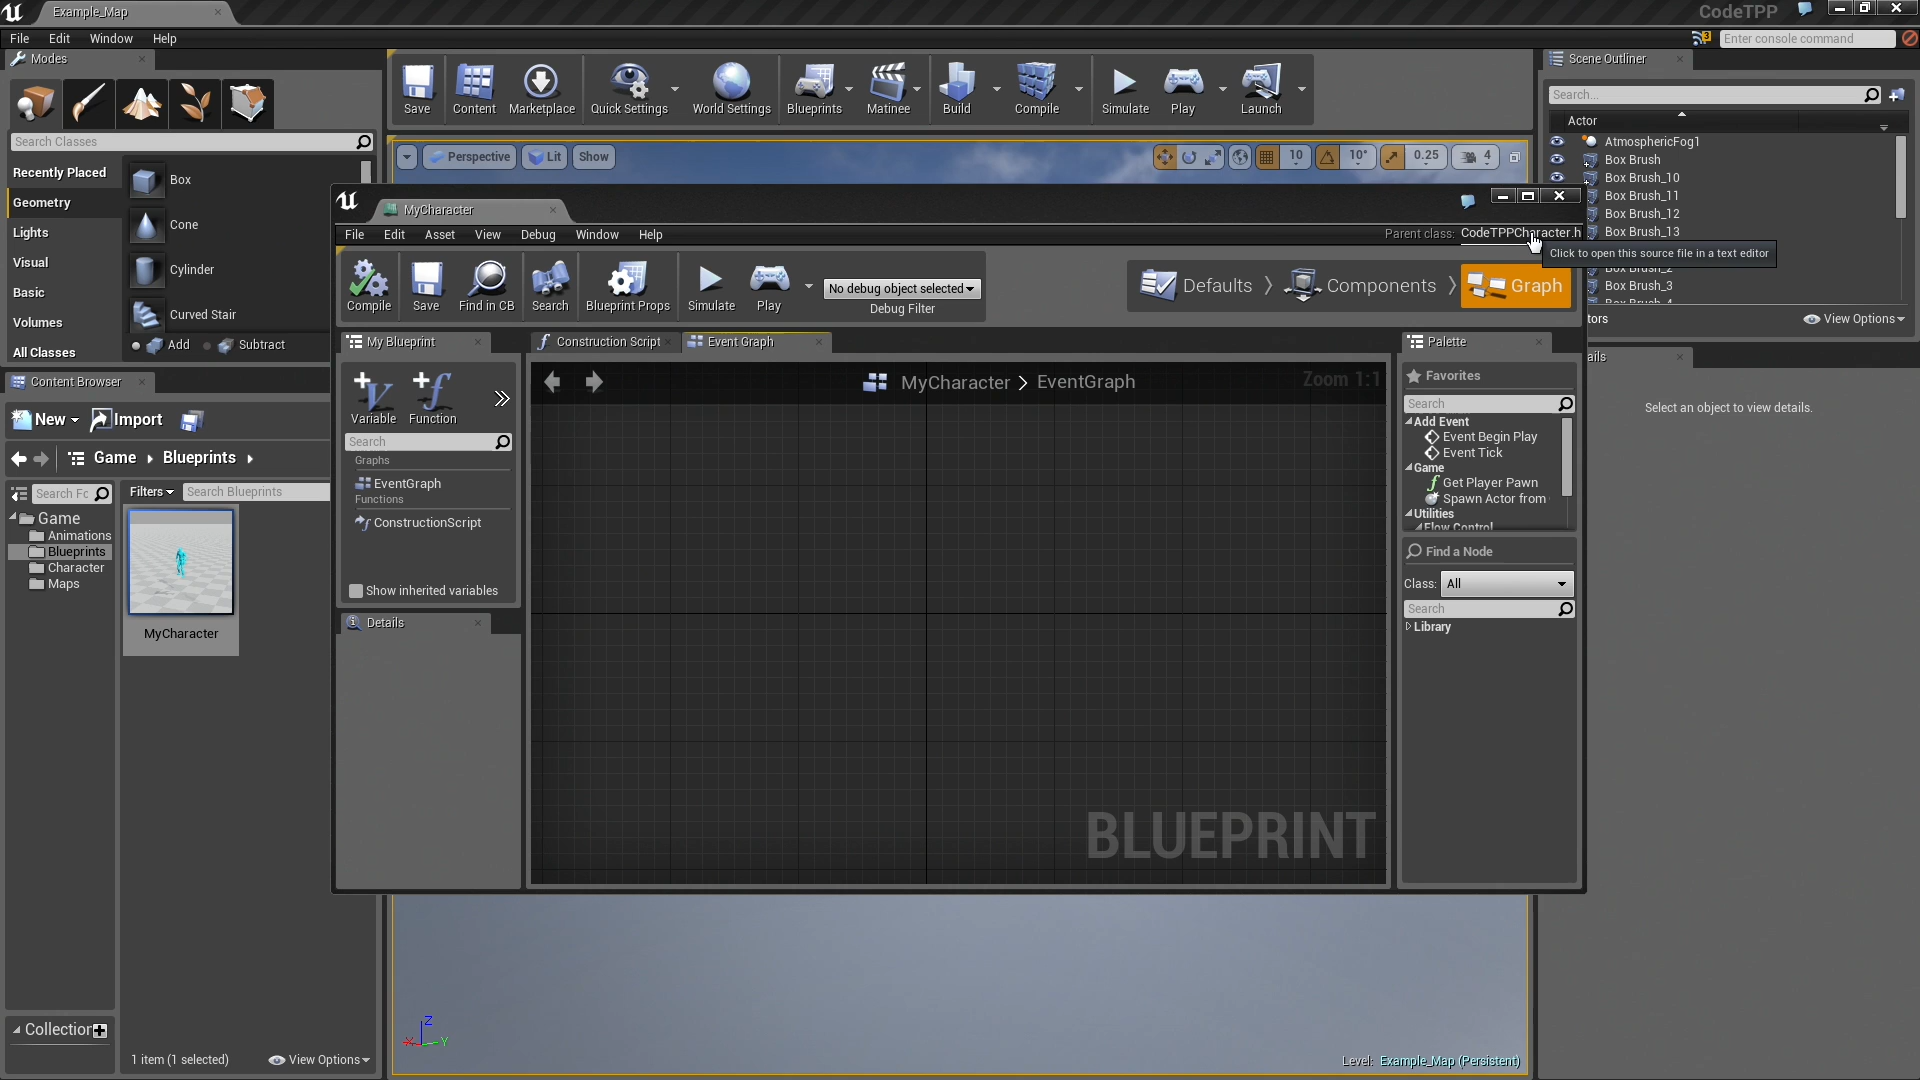 Example_Map
CodeTPP
File Edit Window Help
3
Enter console command
Modes
Search Classes
Recently Placed
Geometry
Lights
Visual
Basic
Volumes
All Classes
Box
Cone
Cylinder
Curved Stair
Add Subtract
Save
Content
Marketplace
Quick Settings
World Settings
Blueprints
Matinee
Build
Compile
Simulate
Play
Launch
Perspective
Lit
Show
10
10°
0.25
4
Scene Outliner
Search...
Actor
AtmosphericFog1
Box Brush
Box Brush_10
Box Brush_11
Box Brush_12
Box Brush_13
Box Brush_2
Box Brush_3
Box Brush_4
tors
View Options
ails
Select an object to view details.
MyCharacter
File Edit Asset View Debug Window Help
Parent class: CodeTPPCharacter.h
Click to open this source file in a text editor
Compile
Save
Find in CB
Search
Blueprint Props
Simulate
Play
No debug object selected
Debug Filter
Defaults
Components
Graph
My Blueprint
Variable
Function
Search
Graphs
EventGraph
Functions
ConstructionScript
Show inherited variables
Details
Construction Script
Event Graph
MyCharacter > EventGraph
Zoom 1:1
BLUEPRINT
Palette
Favorites
Search
Add Event
Event Begin Play
Event Tick
Game
Get Player Pawn
Spawn Actor from
Utilities
Flow Control
Find a Node
Class: All
Search
Library
Content Browser
New
Import
Game
Blueprints
Search Fo
Filters
Search Blueprints
Game
Animations
Blueprints
Character
Maps
MyCharacter
Collection
1 item (1 selected)
View Options
Z
X
Y
Level: Example_Map (Persistent)